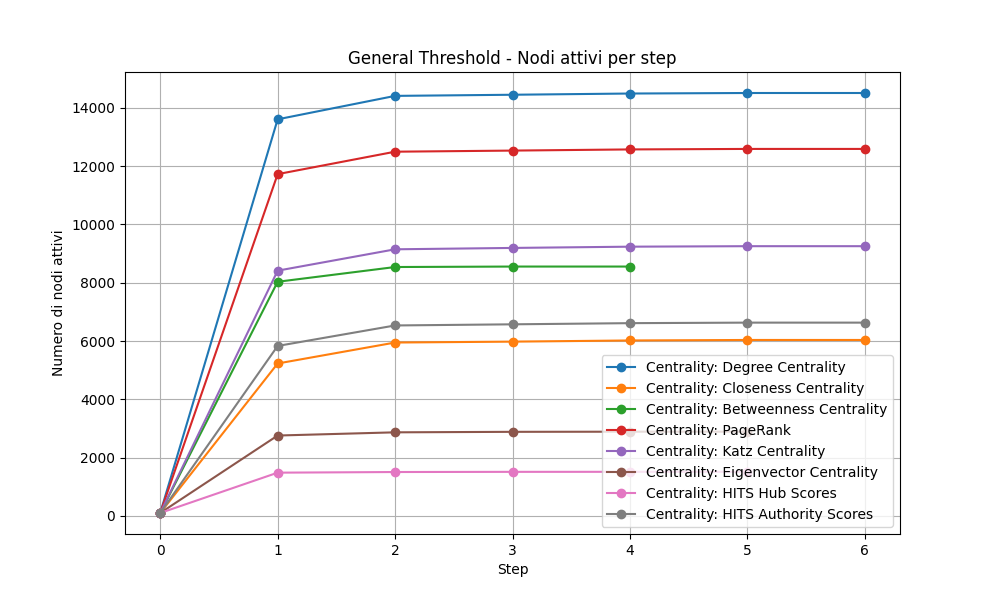 General Threshold - Nodi attivi per step
14000
12000
10000
8000
6000
4000
2000
0
Numero di nodi attivi
Centrality: Degree Centrality
Centrality: Closeness Centrality
Centrality: Betweenness Centrality
Centrality: PageRank
Centrality: Katz Centrality
Centrality: Eigenvector Centrality
Centrality: HITS Hub Scores
Centrality: HITS Authority Scores
0 1 2 3 4 5 6
Step